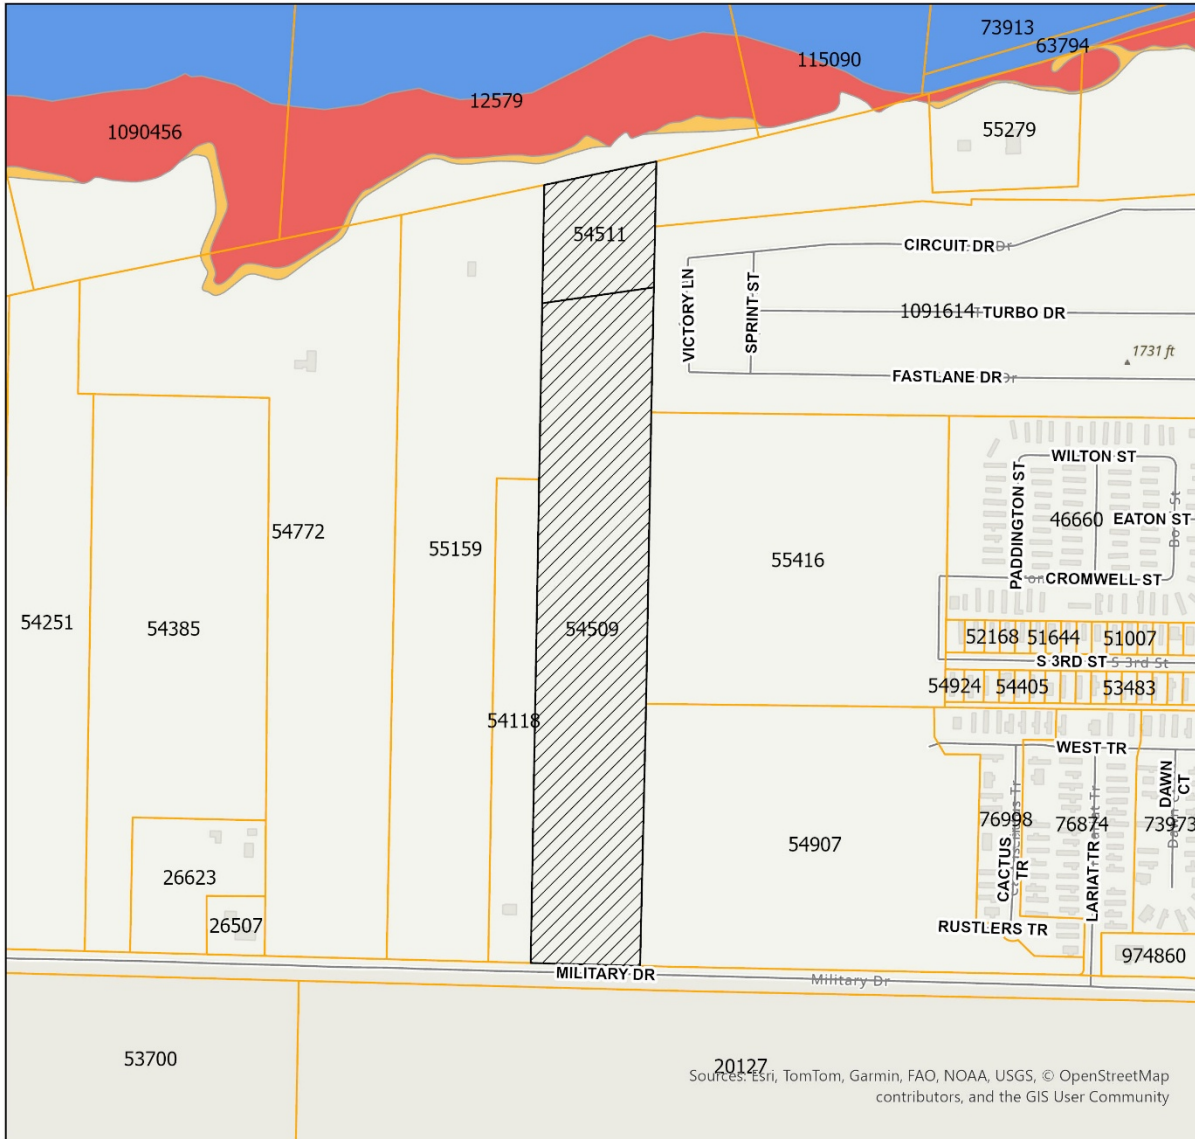 73913
63794
115090
12579
1090456
55279
54511
CIRCUIT DR Dr
VICTORY LN
SPRINT ST
1091614
TURBO DR
1731 ft
FASTLANE DR
WILTON ST
PADDINGTON ST
46660
EATON ST
54772
55159
55416
CROMWELL ST
54251
54385
54509
52168
51644
51007
S 3RD ST
S 3rd St
54924
54405
53483
54118
WEST TR
DAWN
CT
76998
76874
73973
54907
CACTUS
TR
LARIAT TR
26623
26507
RUSTLERS TR
974860
MILITARY DR
Military Dr
53700
20127
Sources: Esri, TomTom, Garmin, FAO, NOAA, USGS, © OpenStreetMap
contributors, and the GIS User Community